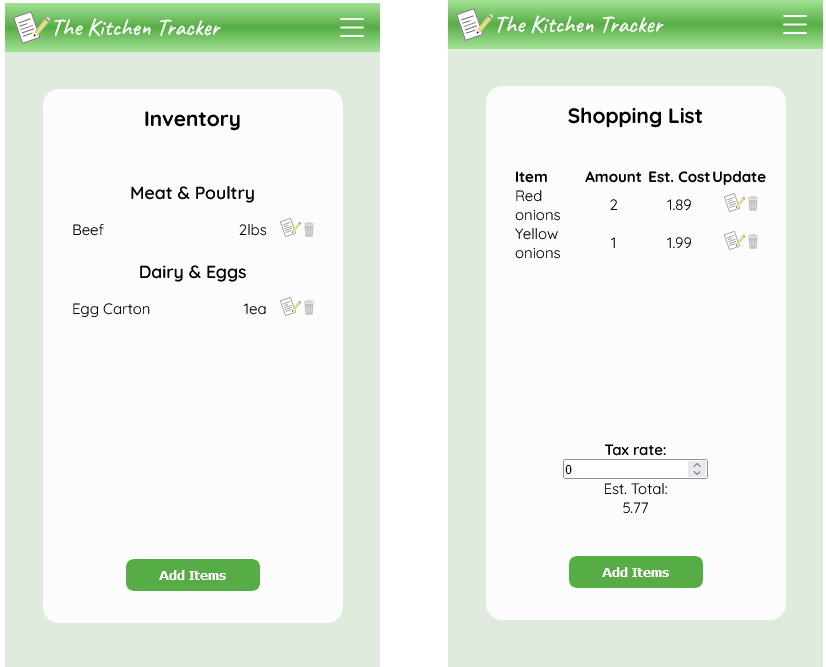 The Kitchen Tracker
Inventory
Meat & Poultry
Beef 2lbs
Dairy & Eggs
Egg Carton 1ea
Add Items
The Kitchen Tracker
Shopping List
Item Amount Est. Cost Update
Red
onions 2 1.89
Yellow
onions 1 1.99
Tax rate:
0
Est. Total:
5.77
Add Items